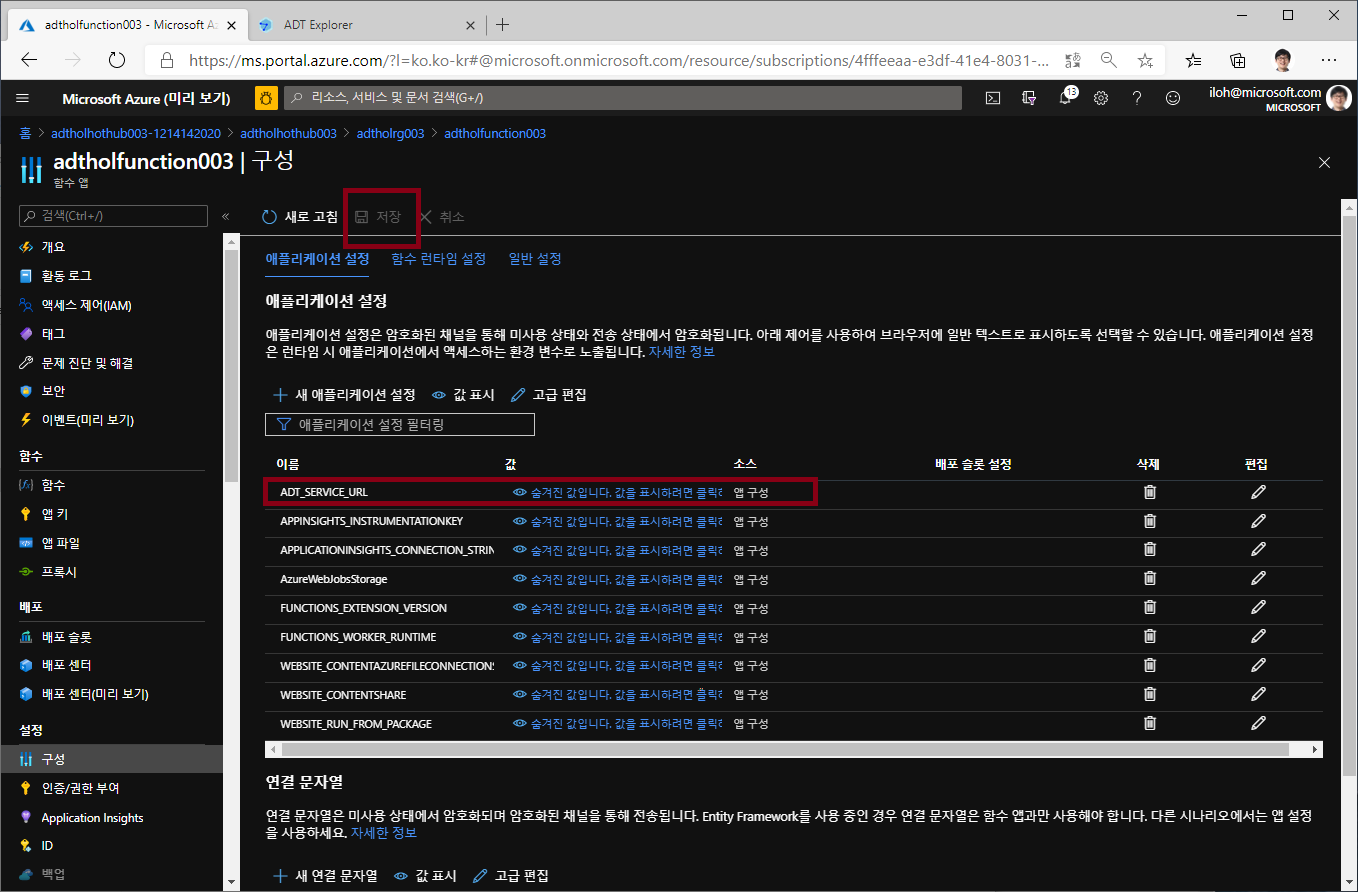 adtholfunction003 - Microsoft Az
ADT Explorer
https://ms.portal.azure.com/?l=ko.ko-kr#@microsoft.onmicrosoft.com/resource/subscriptions/4fffeeaa-e3df-41e4-8031-...
Microsoft Azure (미리 보기)
리소스, 서비스 및 문서 검색(G+/)
13
iloh@microsoft.com
MICROSOFT
홈 > adtholhothub003-1214142020 > adtholhothub003 > adtholrg003 > adtholfunction003
adtholfunction003 | 구성
함수 앱
검색(Ctrl+/)
«
새로 고침
저장
취소
개요
활동 로그
액세스 제어(IAM)
태그
문제 진단 및 해결
보안
이벤트(미리 보기)
함수
함수
앱 키
앱 파일
프록시
배포
배포 슬롯
배포 센터
배포 센터(미리 보기)
설정
구성
인증/권한 부여
Application Insights
ID
백업
애플리케이션 설정 함수 런타임 설정 일반 설정
애플리케이션 설정
애플리케이션 설정은 암호화된 채널을 통해 미사용 상태와 전송 상태에서 암호화됩니다. 아래 제어를 사용하여 브라우저에 일반 텍스트로 표시하도록 선택할 수 있습니다. 애플리케이션 설정
은 런타임 시 애플리케이션에서 액세스하는 환경 변수로 노출됩니다. 자세한 정보
새 애플리케이션 설정 값 표시 고급 편집
애플리케이션 설정 필터링
이름 값 소스 배포 슬롯 설정 삭제 편집
ADT_SERVICE_URL 숨겨진 값입니다. 값을 표시하려면 클릭하 앱 구성
APPINSIGHTS_INSTRUMENTATIONKEY 숨겨진 값입니다. 값을 표시하려면 클릭하 앱 구성
APPLICATIONINSIGHTS_CONNECTION_STRIN 숨겨진 값입니다. 값을 표시하려면 클릭하 앱 구성
AzureWebJobsStorage 숨겨진 값입니다. 값을 표시하려면 클릭하 앱 구성
FUNCTIONS_EXTENSION_VERSION 숨겨진 값입니다. 값을 표시하려면 클릭하 앱 구성
FUNCTIONS_WORKER_RUNTIME 숨겨진 값입니다. 값을 표시하려면 클릭하 앱 구성
WEBSITE_CONTENTAZUREFILECONNECTIONS 숨겨진 값입니다. 값을 표시하려면 클릭하 앱 구성
WEBSITE_CONTENTSHARE 숨겨진 값입니다. 값을 표시하려면 클릭하 앱 구성
WEBSITE_RUN_FROM_PACKAGE 숨겨진 값입니다. 값을 표시하려면 클릭하 앱 구성
연결 문자열
연결 문자열은 미사용 상태에서 암호화되며 암호화된 채널을 통해 전송됩니다. Entity Framework를 사용 중인 경우 연결 문자열은 함수 앱과만 사용해야 합니다. 다른 시나리오에서는 앱 설정
을 사용하세요. 자세한 정보
새 연결 문자열 값 표시 고급 편집